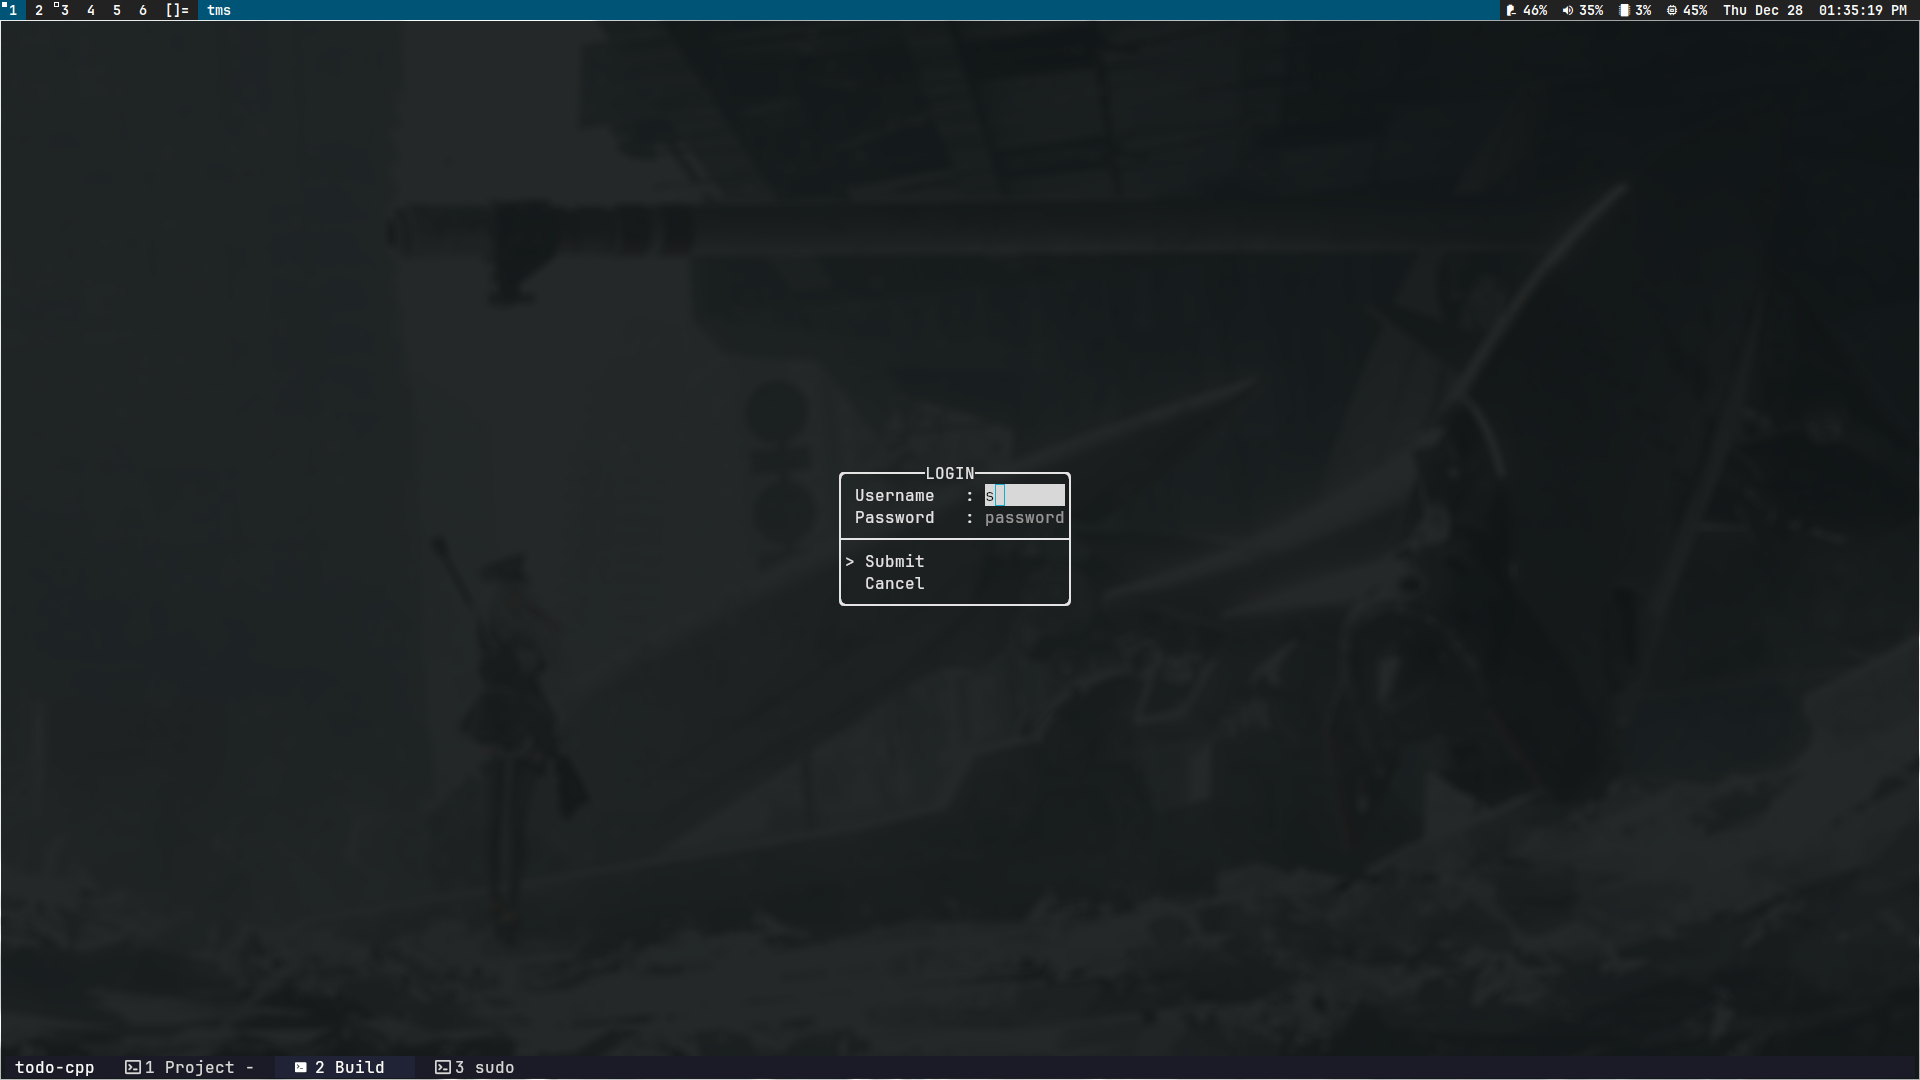 1 2 3 4 5 6 []= tms 46% 35% 3% 45% Thu Dec 28 01:35:19 PM
LOGIN
Username : s
Password : password
> Submit
Cancel
todo-cpp 1 Project - 2 Build 3 sudo